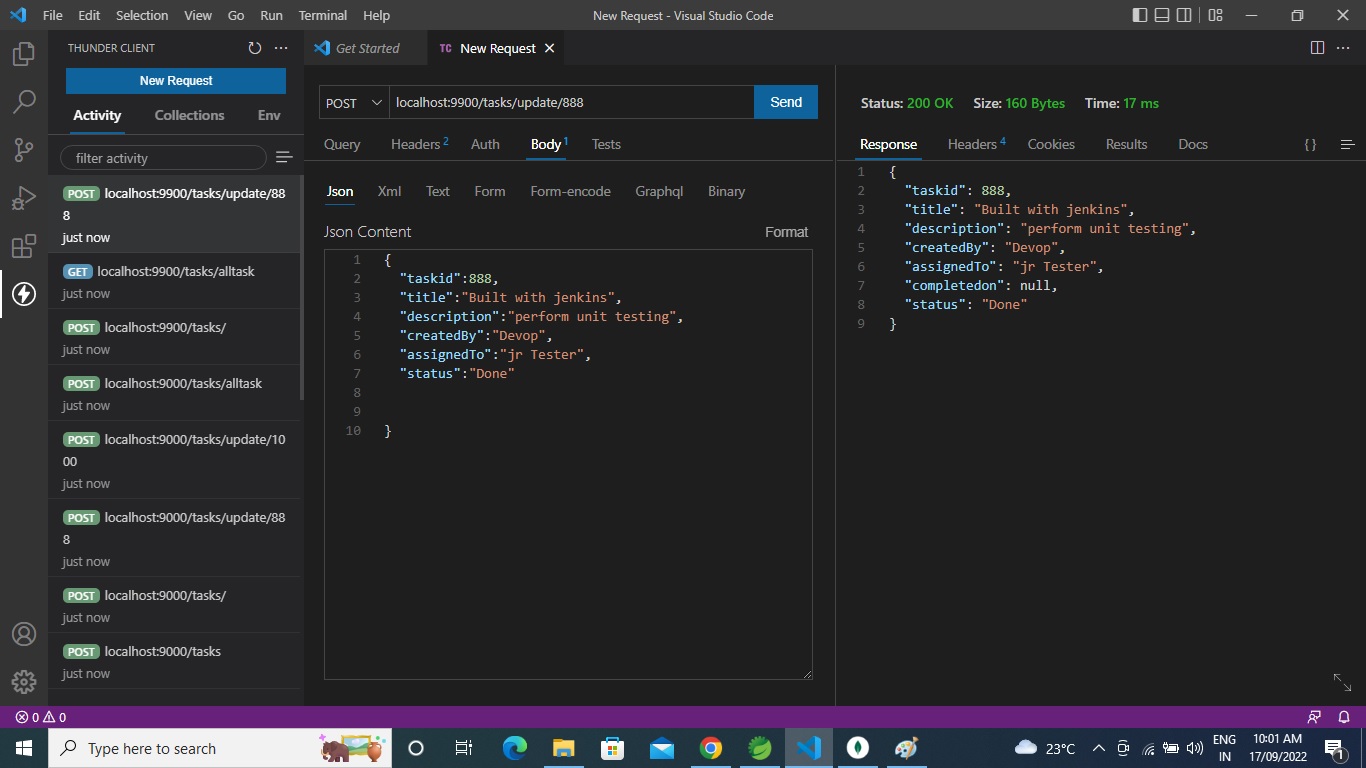 File Edit Selection View Go Run Terminal Help
New Request - Visual Studio Code
THUNDER CLIENT
New Request
Activity Collections Env
filter activity
POST localhost:9900/tasks/update/88
8
just now
GET localhost:9900/tasks/alltask
just now
POST localhost:9900/tasks/
just now
POST localhost:9000/tasks/alltask
just now
POST localhost:9000/tasks/update/10
00
just now
POST localhost:9000/tasks/update/88
8
just now
POST localhost:9000/tasks/
just now
POST localhost:9000/tasks
just now
Get Started
TC New Request
POST localhost:9900/tasks/update/888 Send
Query Headers 2 Auth Body 1 Tests
Json Xml Text Form Form-encode Graphql Binary
Json Content Format
1 {
2 "taskid":888,
3 "title":"Built with jenkins",
4 "description":"perform unit testing",
5 "createdBy":"Devop",
6 "assignedTo":"jr Tester",
7 "status":"Done"
8
9
10 }
Status: 200 OK Size: 160 Bytes Time: 17 ms
Response Headers 4 Cookies Results Docs { }
1 {
2 "taskid": 888,
3 "title": "Built with jenkins",
4 "description": "perform unit testing",
5 "createdBy": "Devop",
6 "assignedTo": "jr Tester",
7 "completedon": null,
8 "status": "Done"
9 }
0 0
Type here to search
23°C
ENG
IN
10:01 AM
17/09/2022
1